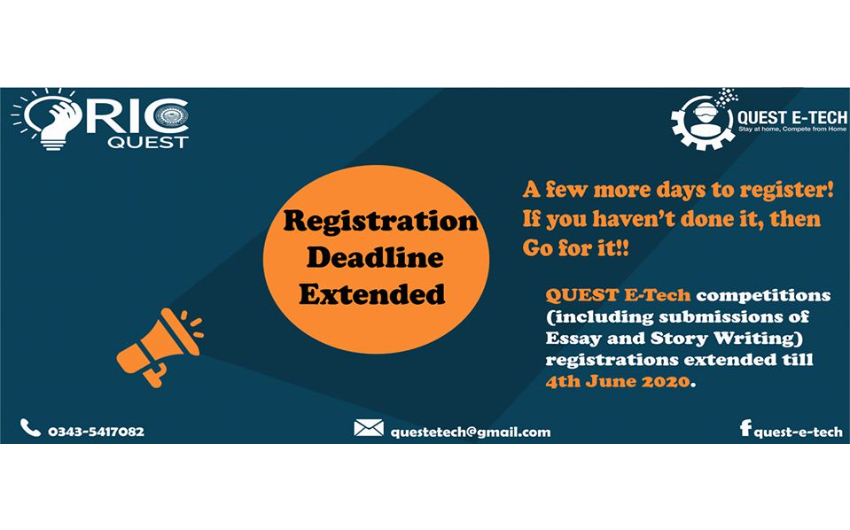 ORIC
QUEST
QUEST E-TECH
Stay at home, Compete from Home
Registration
Deadline
Extended
A few more days to register!
If you haven't done it, then
Go for it!!
QUEST E-Tech competitions
(including submissions of
Essay and Story Writing)
registrations extended till
4th June 2020.
0343-5417082
questetech@gmail.com
f quest-e-tech